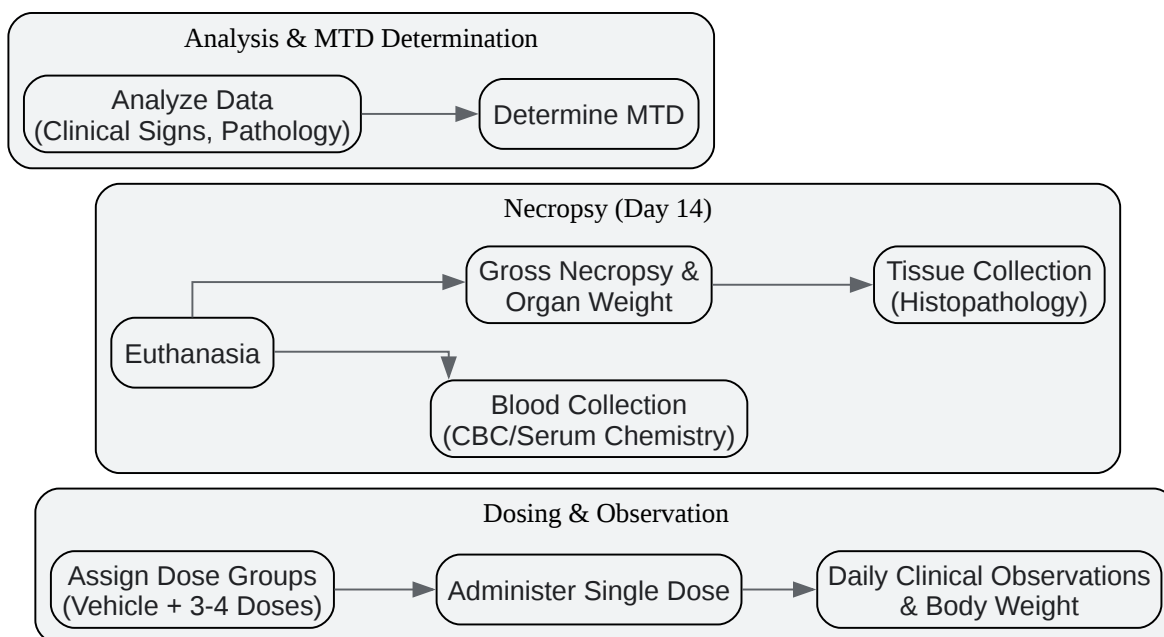 Analysis & MTD Determination
Analyze Data
(Clinical Signs, Pathology)
Determine MTD
Necropsy (Day 14)
Gross Necropsy &
Organ Weight
Tissue Collection
(Histopathology)
Euthanasia
Blood Collection
(CBC/Serum Chemistry)
Dosing & Observation
Assign Dose Groups
(Vehicle + 3-4 Doses)
Administer Single Dose
Daily Clinical Observations
& Body Weight